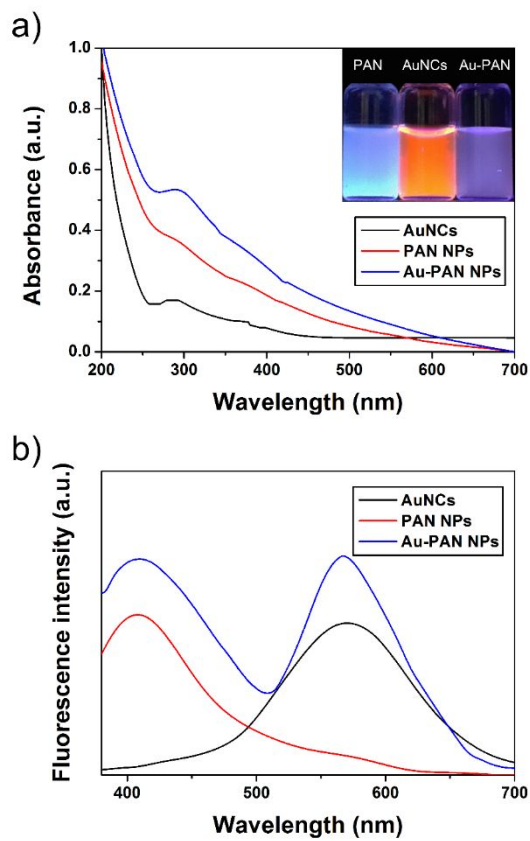 a)
1.0
0.8
0.6
0.4
0.2
0.0
Absorbance (a.u.)
PAN AuNCs Au-PAN
AuNCs
PAN NPs
Au-PAN NPs
200 300 400 500 600 700
Wavelength (nm)
b)
Fluorescence intensity (a.u.)
AuNCs
PAN NPs
Au-PAN NPs
400 500 600 700
Wavelength (nm)